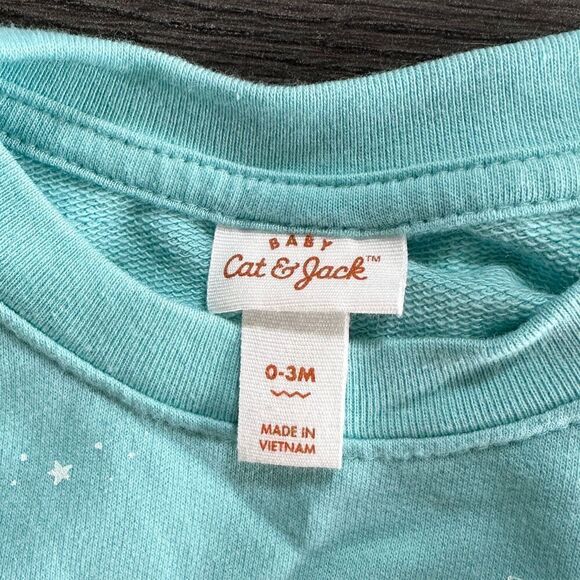 BABY
Cat & Jack™
0-3M
MADE IN
VIETNAM